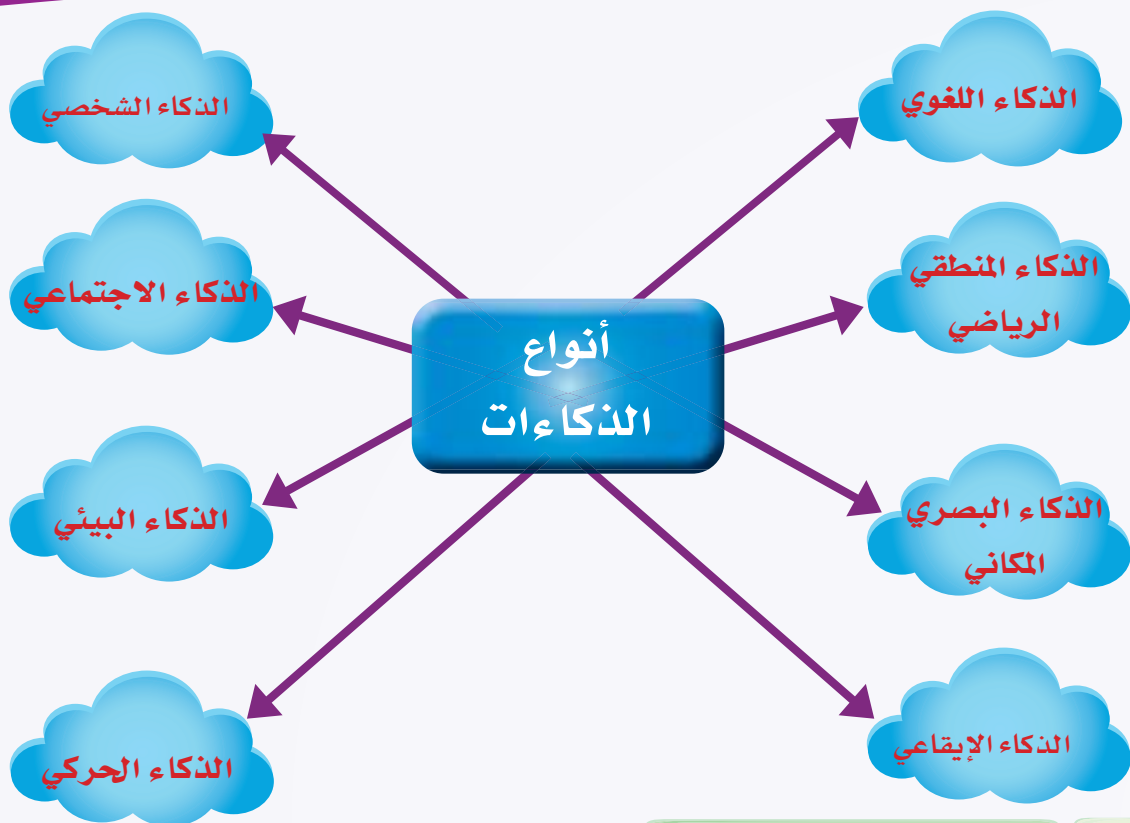 أنواع
الذكاءات
الذكاء اللغوي
الذكاء المنطقي
الرياضي
الذكاء البصري
المكاني
الذكاء الإيقاعي
الذكاء الشخصي
الذكاء الاجتماعي
الذكاء البيئي
الذكاء الحركي